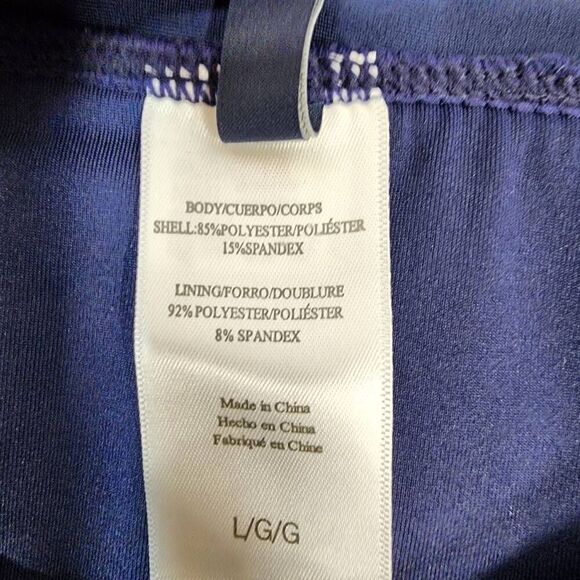 BODY/CUERPO/CORPS
SHELL:85%POLYESTER/POLIÉSTER
15%SPANDEX
LINING/FORRO/DOUBLURE
92%POLYESTER/POLIÉSTER
8% SPANDEX
Made in China
Hecho en China
Fabriqué en Chine
L/G/G